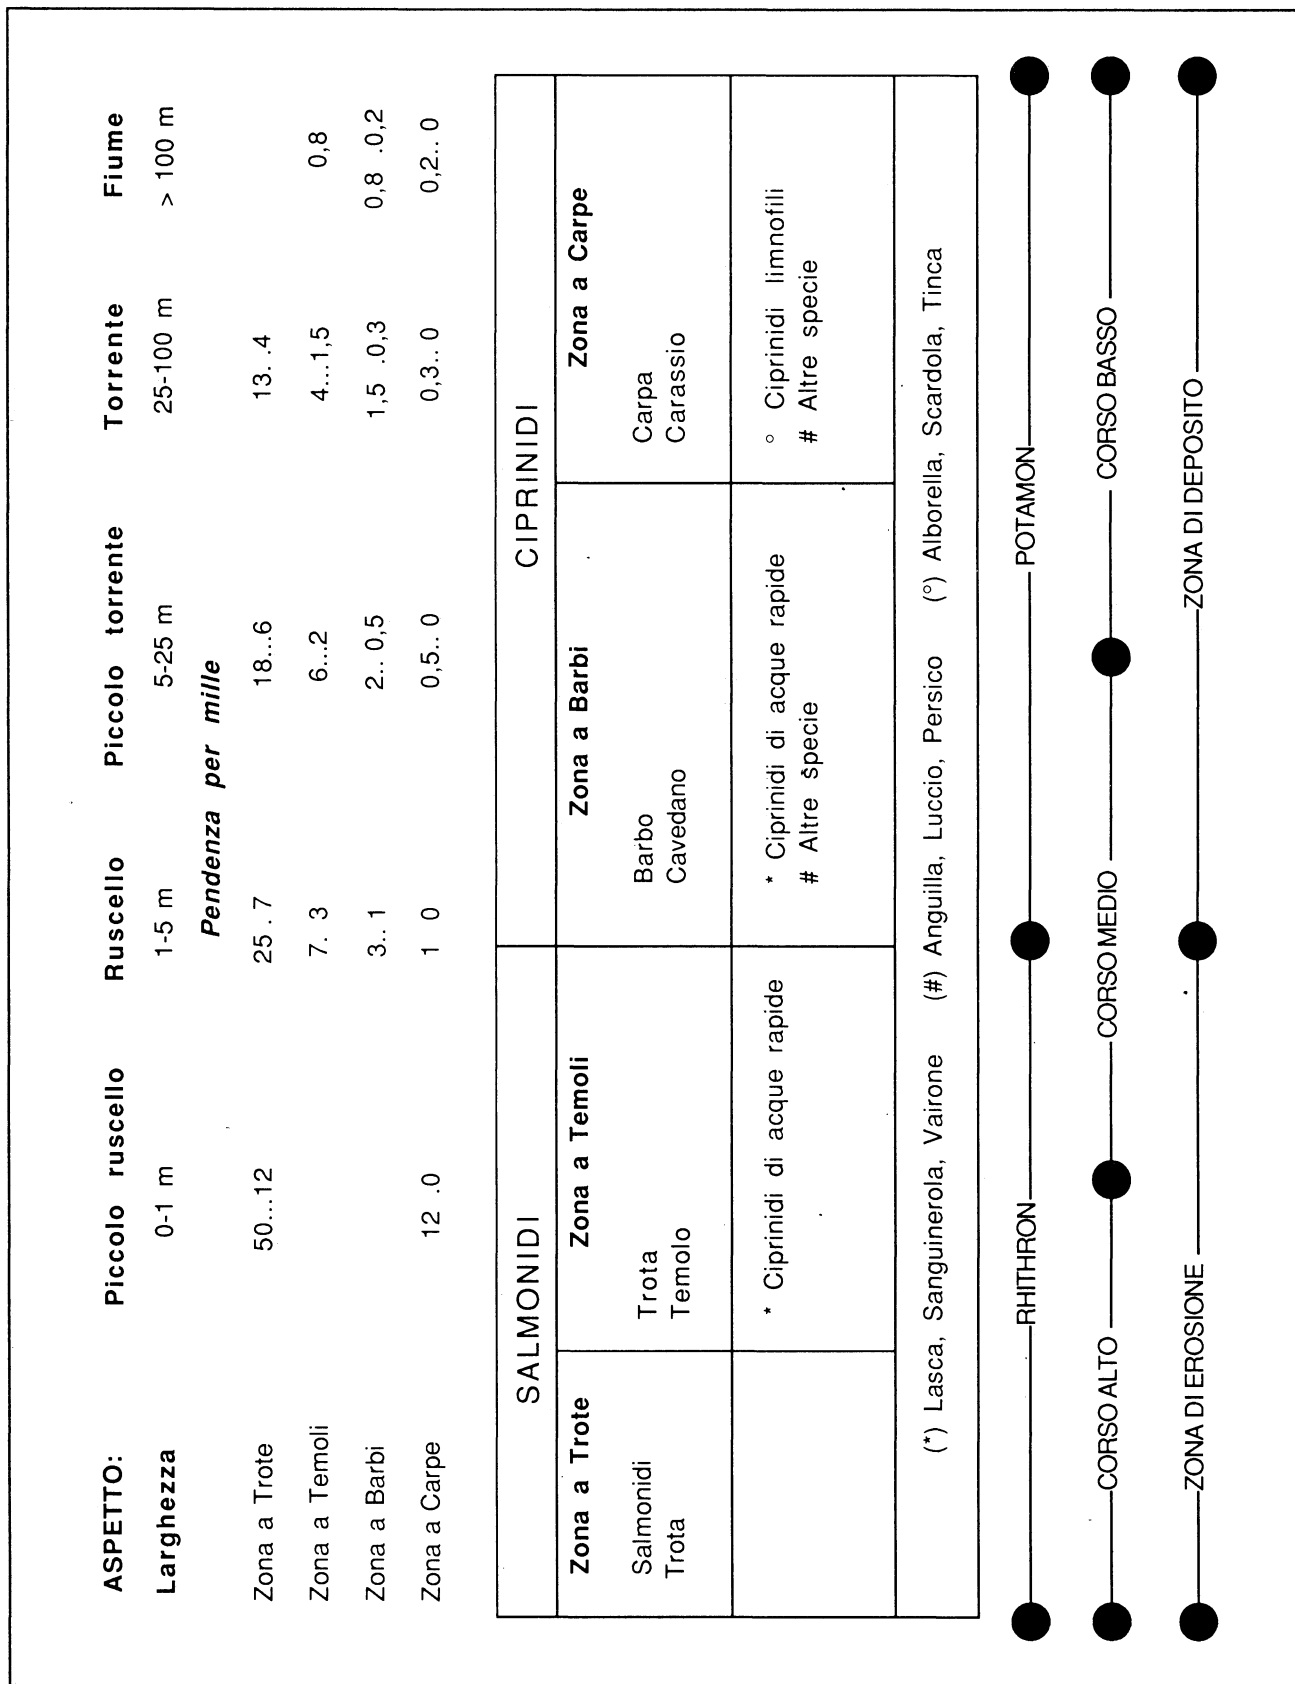 ASPETTO: Piccolo ruscello Ruscello Piccolo torrente Torrente Fiume
Larghezza 0-1 m 1-5 m 5-25 m 25-100 m > 100 m
Pendenza per mille
Zona a Trote 50...12 25 . 7 18...6 13. .4
Zona a Temoli 7. 3 6...2 4...1,5 0,8
Zona a Barbi 3.. 1 2.. 0,5 1,5 .0,3 0,8 .0,2
Zona a Carpe 12 .0 1 0 0,5.. 0 0,3.. 0 0,2.. 0
SALMONIDI CIPRINIDI
Zona a Trote Zona a Temoli Zona a Barbi Zona a Carpe
Salmonidi Trota Barbo Carpa
Trota Temolo Cavedano Carassio
* Ciprinidi di acque rapide * Ciprinidi di acque rapide ° Ciprinidi limnofili
# Altre specie # Altre specie
(*) Lasca, Sanguinerola, Vairone (#) Anguilla, Luccio, Persico (°) Alborella, Scardola, Tinca
RHITHRON POTAMON
CORSO ALTO CORSO MEDIO CORSO BASSO
ZONA DI EROSIONE ZONA DI DEPOSITO